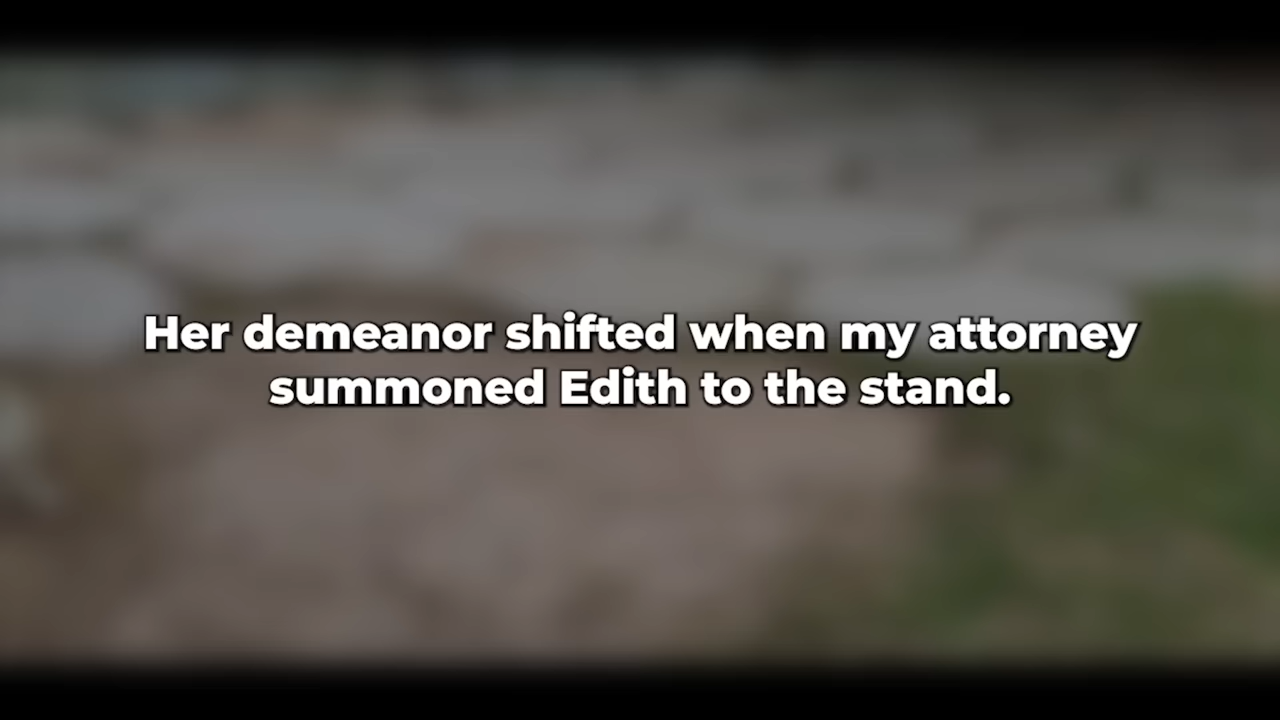 Her demeanor shifted when my attorney
summoned Edith to the stand.